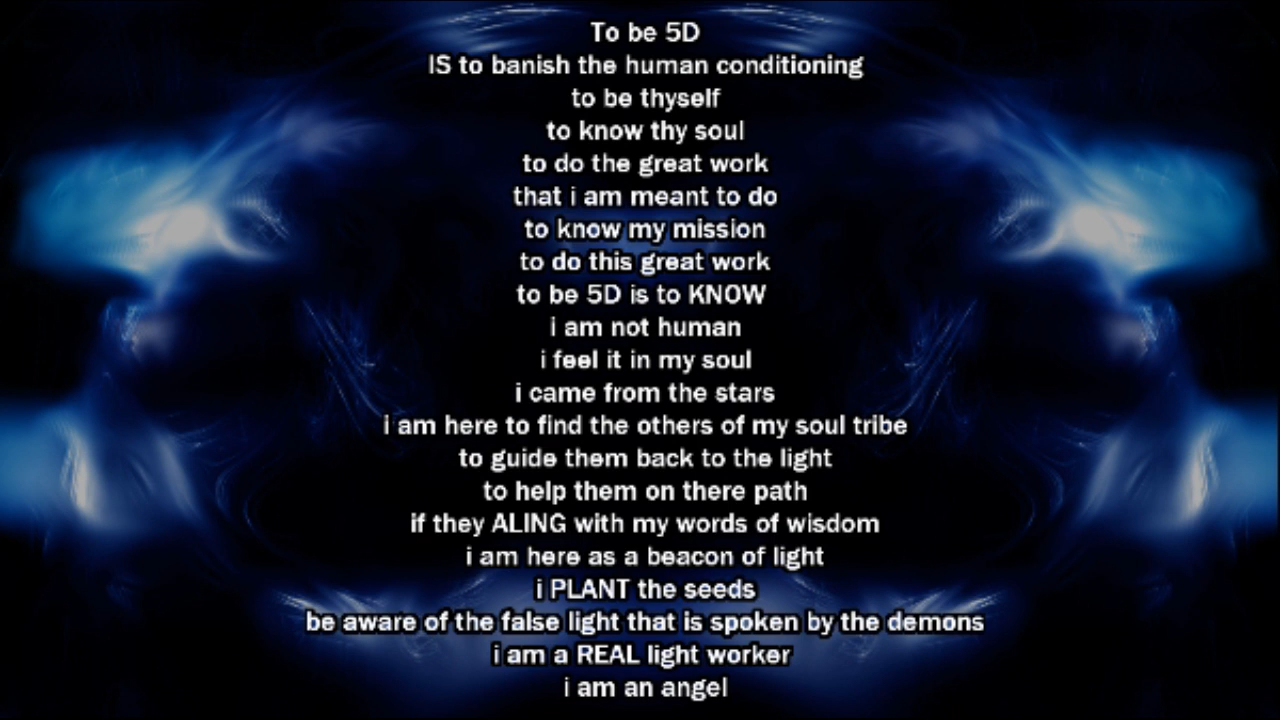 To be 5D
IS to banish the human conditioning
to be thyself
to know thy soul
to do the great work
that i am meant to do
to know my mission
to do this great work
to be 5D is to KNOW
i am not human
i feel it in my soul
i came from the stars
i am here to find the others of my soul tribe
to guide them back to the light
to help them on there path
if they ALING with my words of wisdom
i am here as a beacon of light
i PLANT the seeds
be aware of the false light that is spoken by the demons
i am a REAL light worker
i am an angel